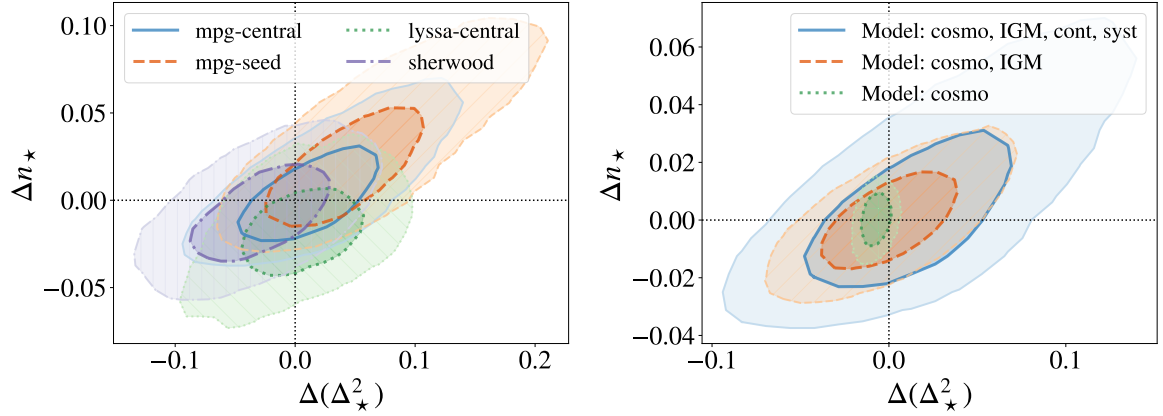 mpg-central
mpg-seed
lyssa-central
sherwood
0.10
0.05
0.00
−0.05
Δn⋆
−0.1
0.0
0.1
0.2
Δ(Δ²⋆)
Model: cosmo, IGM, cont, syst
Model: cosmo, IGM
Model: cosmo
0.06
0.04
0.02
0.00
−0.02
−0.04
Δn⋆
−0.1
0.0
0.1
Δ(Δ²⋆)